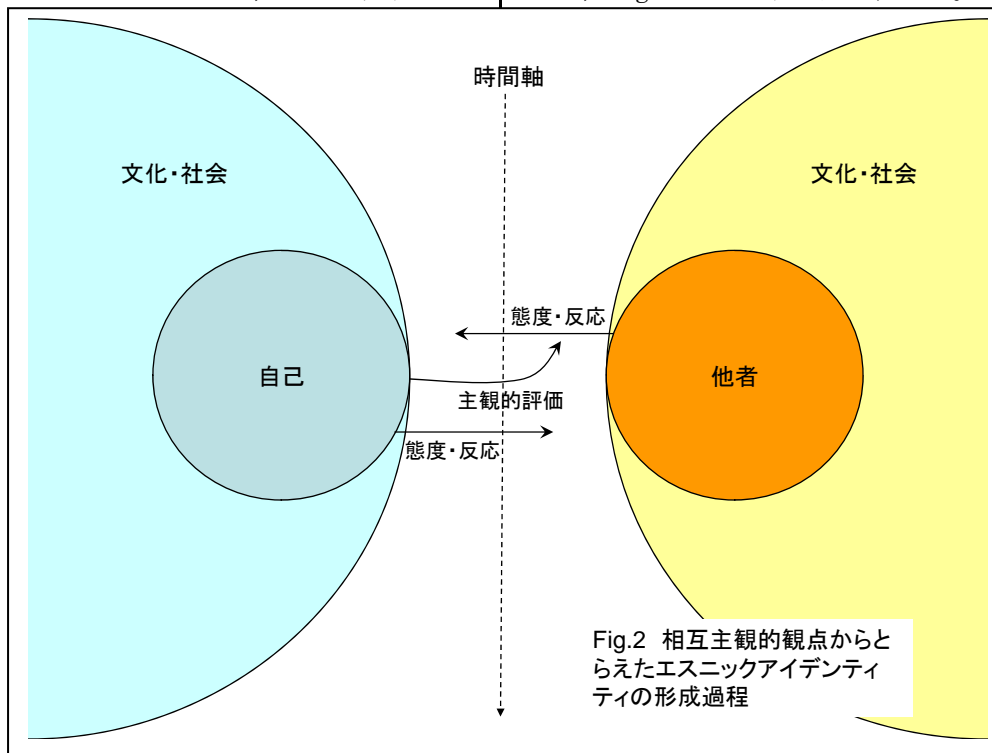 時間軸
文化・社会
文化・社会
態度・反応
自己
他者
主観的評価
態度・反応
Fig.2 相互主観的観点からと
らえたエスニックアイデンティ
ティの形成過程